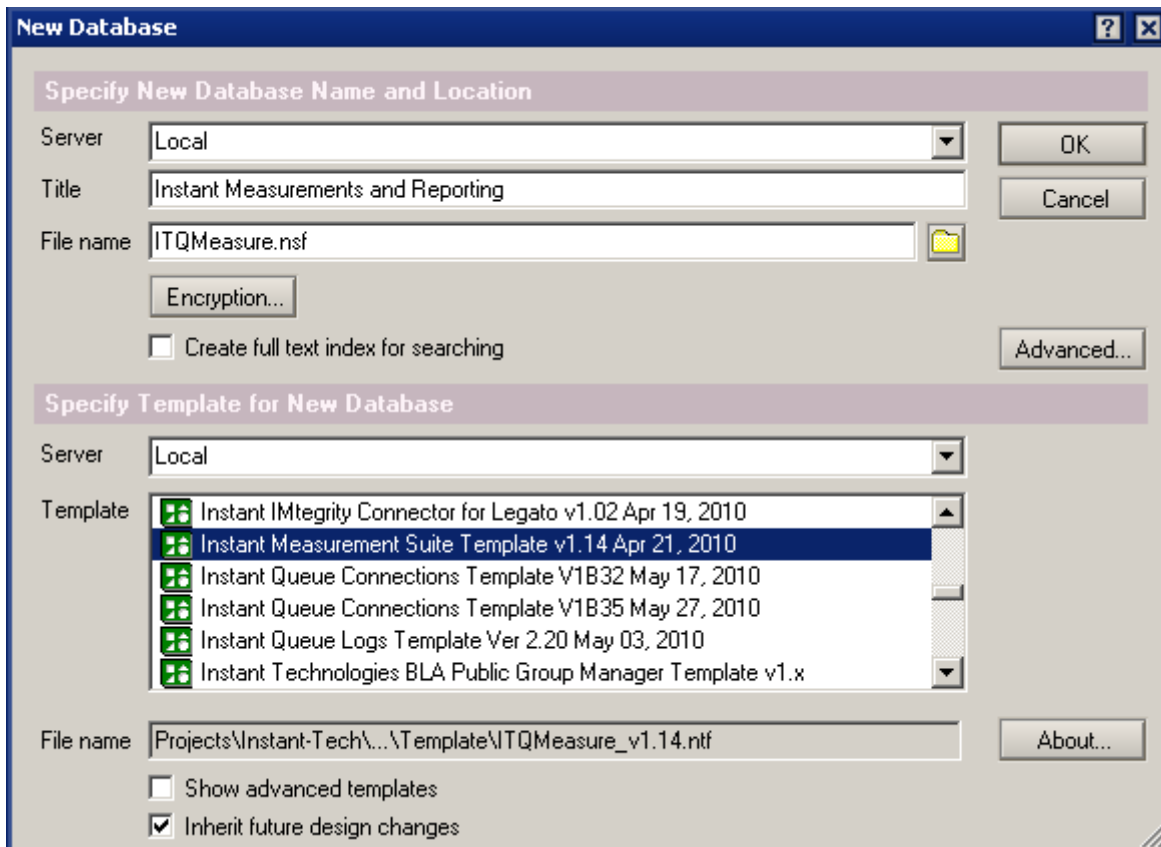 New Database
Specify New Database Name and Location
Server Local OK
Title Instant Measurements and Reporting Cancel
File name ITQMeasure.nsf
Encryption...
Create full text index for searching Advanced...
Specify Template for New Database
Server Local
Template Instant IMtegrity Connector for Legato v1.02 Apr 19, 2010
Instant Measurement Suite Template v1.14 Apr 21, 2010
Instant Queue Connections Template V1B32 May 17, 2010
Instant Queue Connections Template V1B35 May 27, 2010
Instant Queue Logs Template Ver 2.20 May 03, 2010
Instant Technologies BLA Public Group Manager Template v1.x
File name Projects\Instant-Tech\...\Template\ITQMeasure_v1.14.ntf About...
Show advanced templates
Inherit future design changes